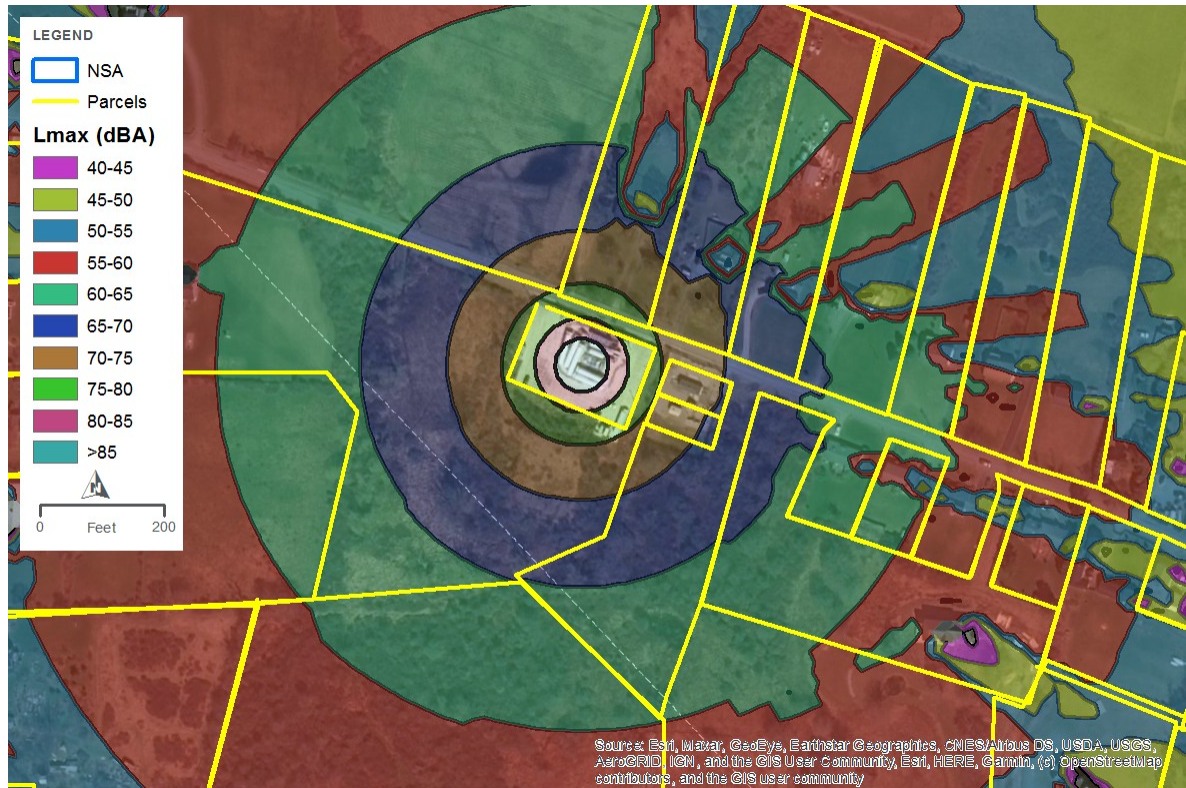 LEGEND
NSA
Parcels
Lmax (dBA)
40-45
45-50
50-55
55-60
60-65
65-70
70-75
75-80
80-85
>85
N
0 200
Feet
Source: Esri, Maxar, GeoEye, Earthstar Geographics, CNES/Airbus DS, USDA, USGS,
AeroGRID, IGN, and the GIS User Community, Esri, HERE, Garmin, (c) OpenStreetMap
contributors, and the GIS user community